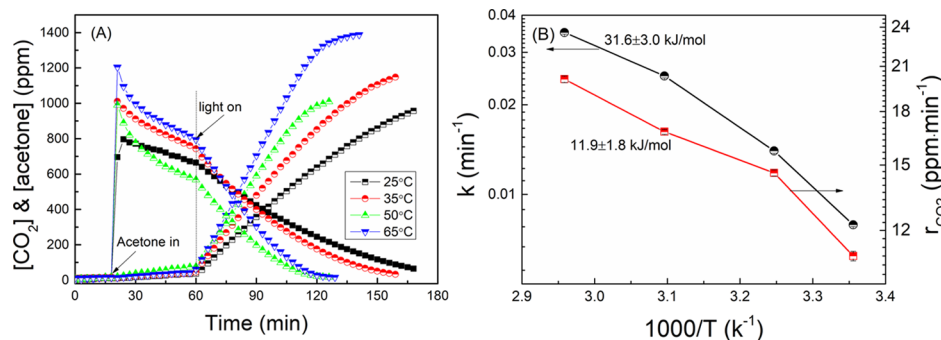 (A)
[CO2] & [acetone] (ppm)
1400
1200
1000
800
600
400
200
0
light on
Acetone in
25°C
35°C
50°C
65°C
0 30 60 90 120 150 180
Time (min)
(B)
k (min-1)
0.04
0.03
0.02
0.01
31.6±3.0 kJ/mol
11.9±1.8 kJ/mol
24
21
18
15
12
(ppm·min-1)
2.9 3.0 3.1 3.2 3.3 3.4
1000/T (k-1)